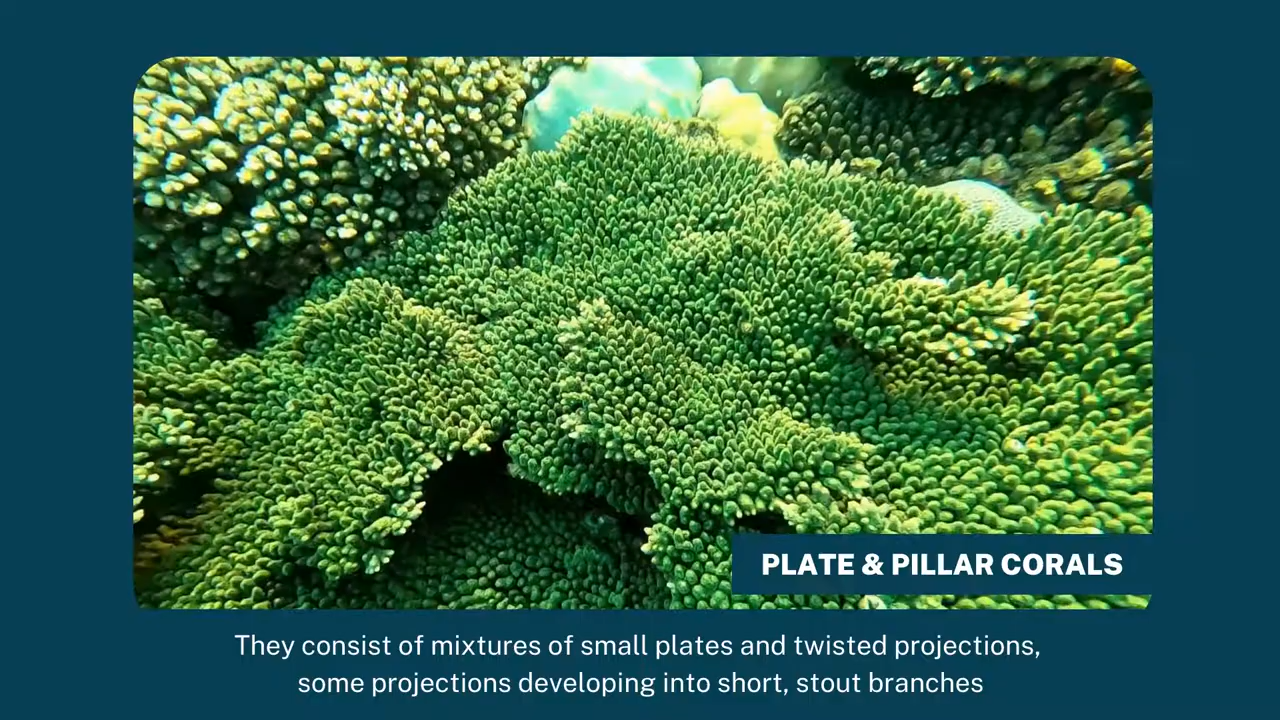 PLATE & PILLAR CORALS
They consist of mixtures of small plates and twisted projections,
some projections developing into short, stout branches